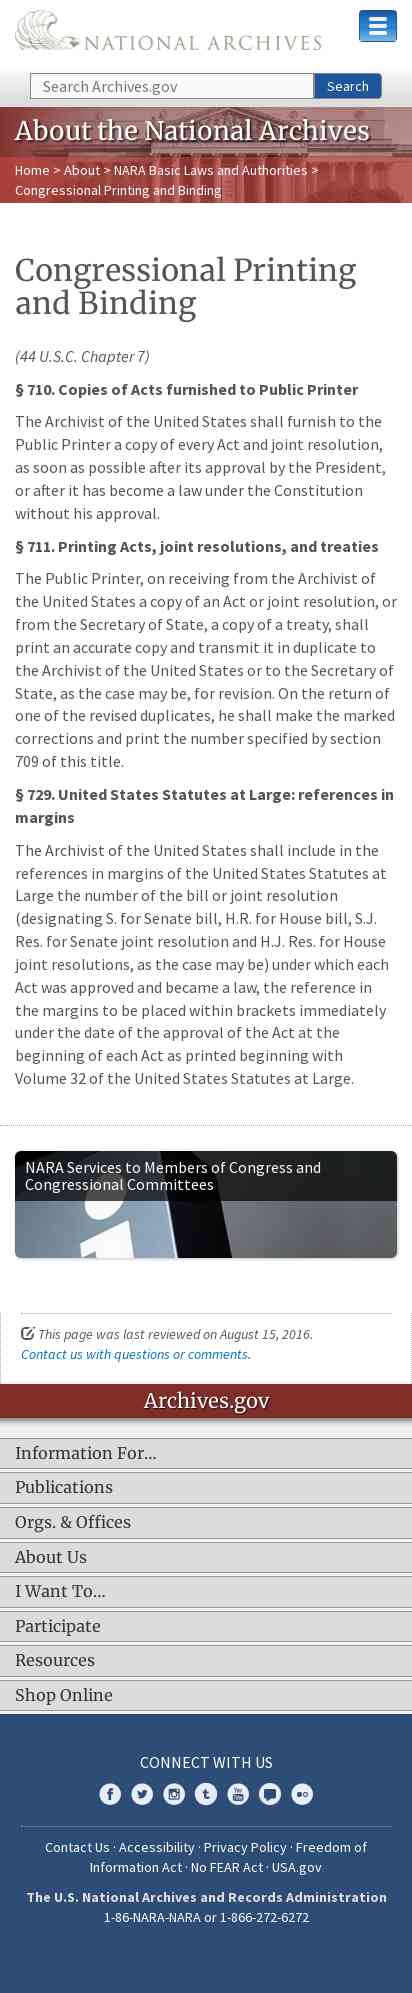 NATIONAL ARCHIVES
Search Archives.gov
Search
About the National Archives
Home > About > NARA Basic Laws and Authorities >
Congressional Printing and Binding
Congressional Printing
and Binding
(44 U.S.C. Chapter 7)
§ 710. Copies of Acts furnished to Public Printer
The Archivist of the United States shall furnish to the
Public Printer a copy of every Act and joint resolution,
as soon as possible after its approval by the President,
or after it has become a law under the Constitution
without his approval.
§ 711. Printing Acts, joint resolutions, and treaties
The Public Printer, on receiving from the Archivist of
the United States a copy of an Act or joint resolution, or
from the Secretary of State, a copy of a treaty, shall
print an accurate copy and transmit it in duplicate to
the Archivist of the United States or to the Secretary of
State, as the case may be, for revision. On the return of
one of the revised duplicates, he shall make the marked
corrections and print the number specified by section
709 of this title.
§ 729. United States Statutes at Large: references in
margins
The Archivist of the United States shall include in the
references in margins of the United States Statutes at
Large the number of the bill or joint resolution
(designating S. for Senate bill, H.R. for House bill, S.J.
Res. for Senate joint resolution and H.J. Res. for House
joint resolutions, as the case may be) under which each
Act was approved and became a law, the reference in
the margins to be placed within brackets immediately
under the date of the approval of the Act at the
beginning of each Act as printed beginning with
Volume 32 of the United States Statutes at Large.
NARA Services to Members of Congress and
Congressional Committees
This page was last reviewed on August 15, 2016.
Contact us with questions or comments.
Archives.gov
Information For…
Publications
Orgs. & Offices
About Us
I Want To…
Participate
Resources
Shop Online
CONNECT WITH US
Contact Us · Accessibility · Privacy Policy · Freedom of
Information Act · No FEAR Act · USA.gov
The U.S. National Archives and Records Administration
1-86-NARA-NARA or 1-866-272-6272